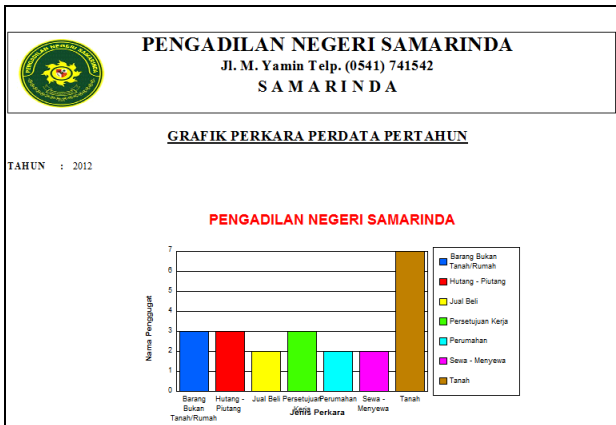 PENGADILAN NEGERI SAMARINDA
PENGADILAN NEGERI SAMARINDA
Jl. M. Yamin Telp. (0541) 741542
S A M A R I N D A
GRAFIK PERKARA PERDATA PERTAHUN
TAHUN : 2012
PENGADILAN NEGERI SAMARINDA
7
6
5
4
3
2
1
0
Nama Penggugat
Barang Bukan Tanah/Rumah
Hutang - Piutang
Jual Beli
Persetujuan Kerja
Perumahan
Sewa - Menyewa
Tanah
Jenis Perkara
Barang Bukan
Tanah/Rumah
Hutang - Piutang
Jual Beli
Persetujuan Kerja
Perumahan
Sewa - Menyewa
Tanah